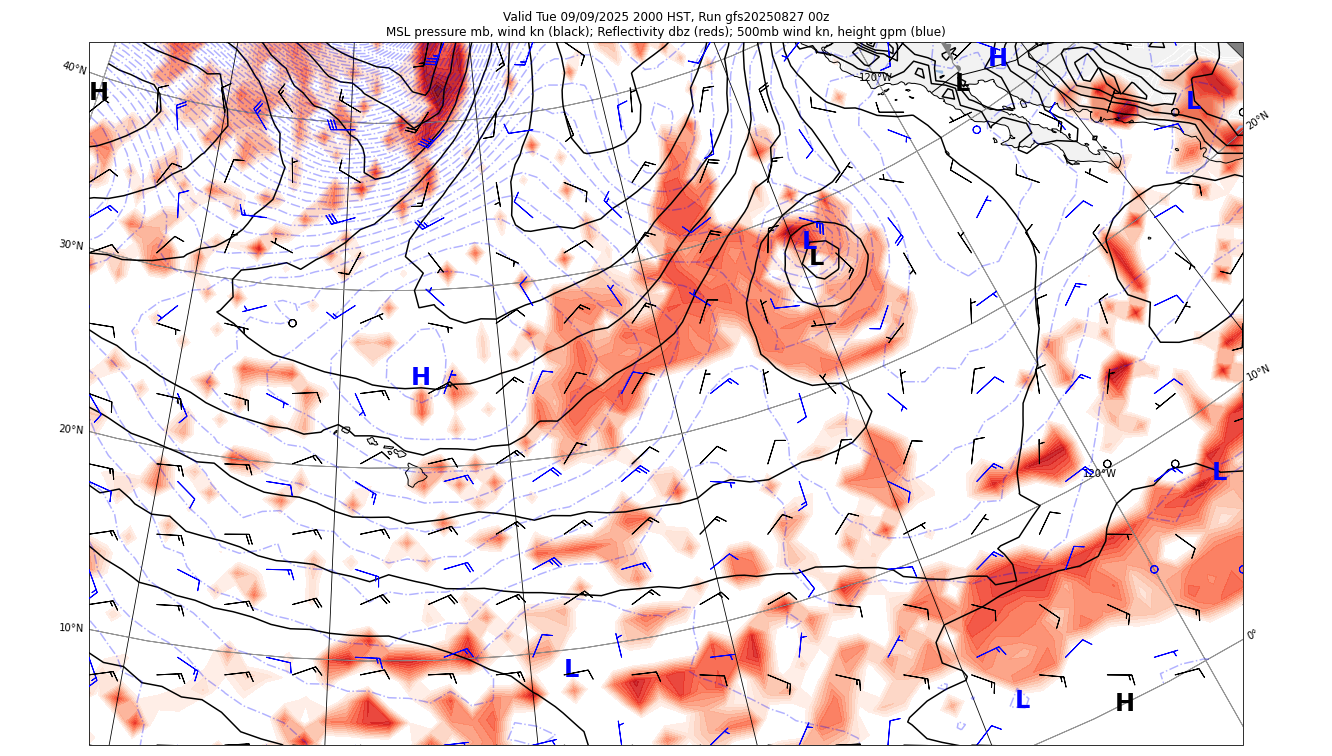 Valid Tue 09/09/2025 2000 HST, Run gfs20250827 00z
MSL pressure mb, wind kn (black); Reflectivity dbz (reds); 500mb wind kn, height gpm (blue)
H
L
40°N
120°W
H
L
20°N
30°N
L
L
H
10°N
20°N
120°W
L
10°N
0°
L
L
H